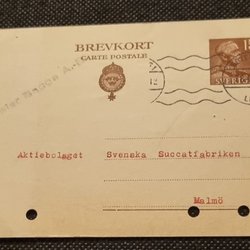 BREVKORT
CARTE POSTALE
SVERIGE
Aktiebolaget Svenska Succatfabriken
Malmö